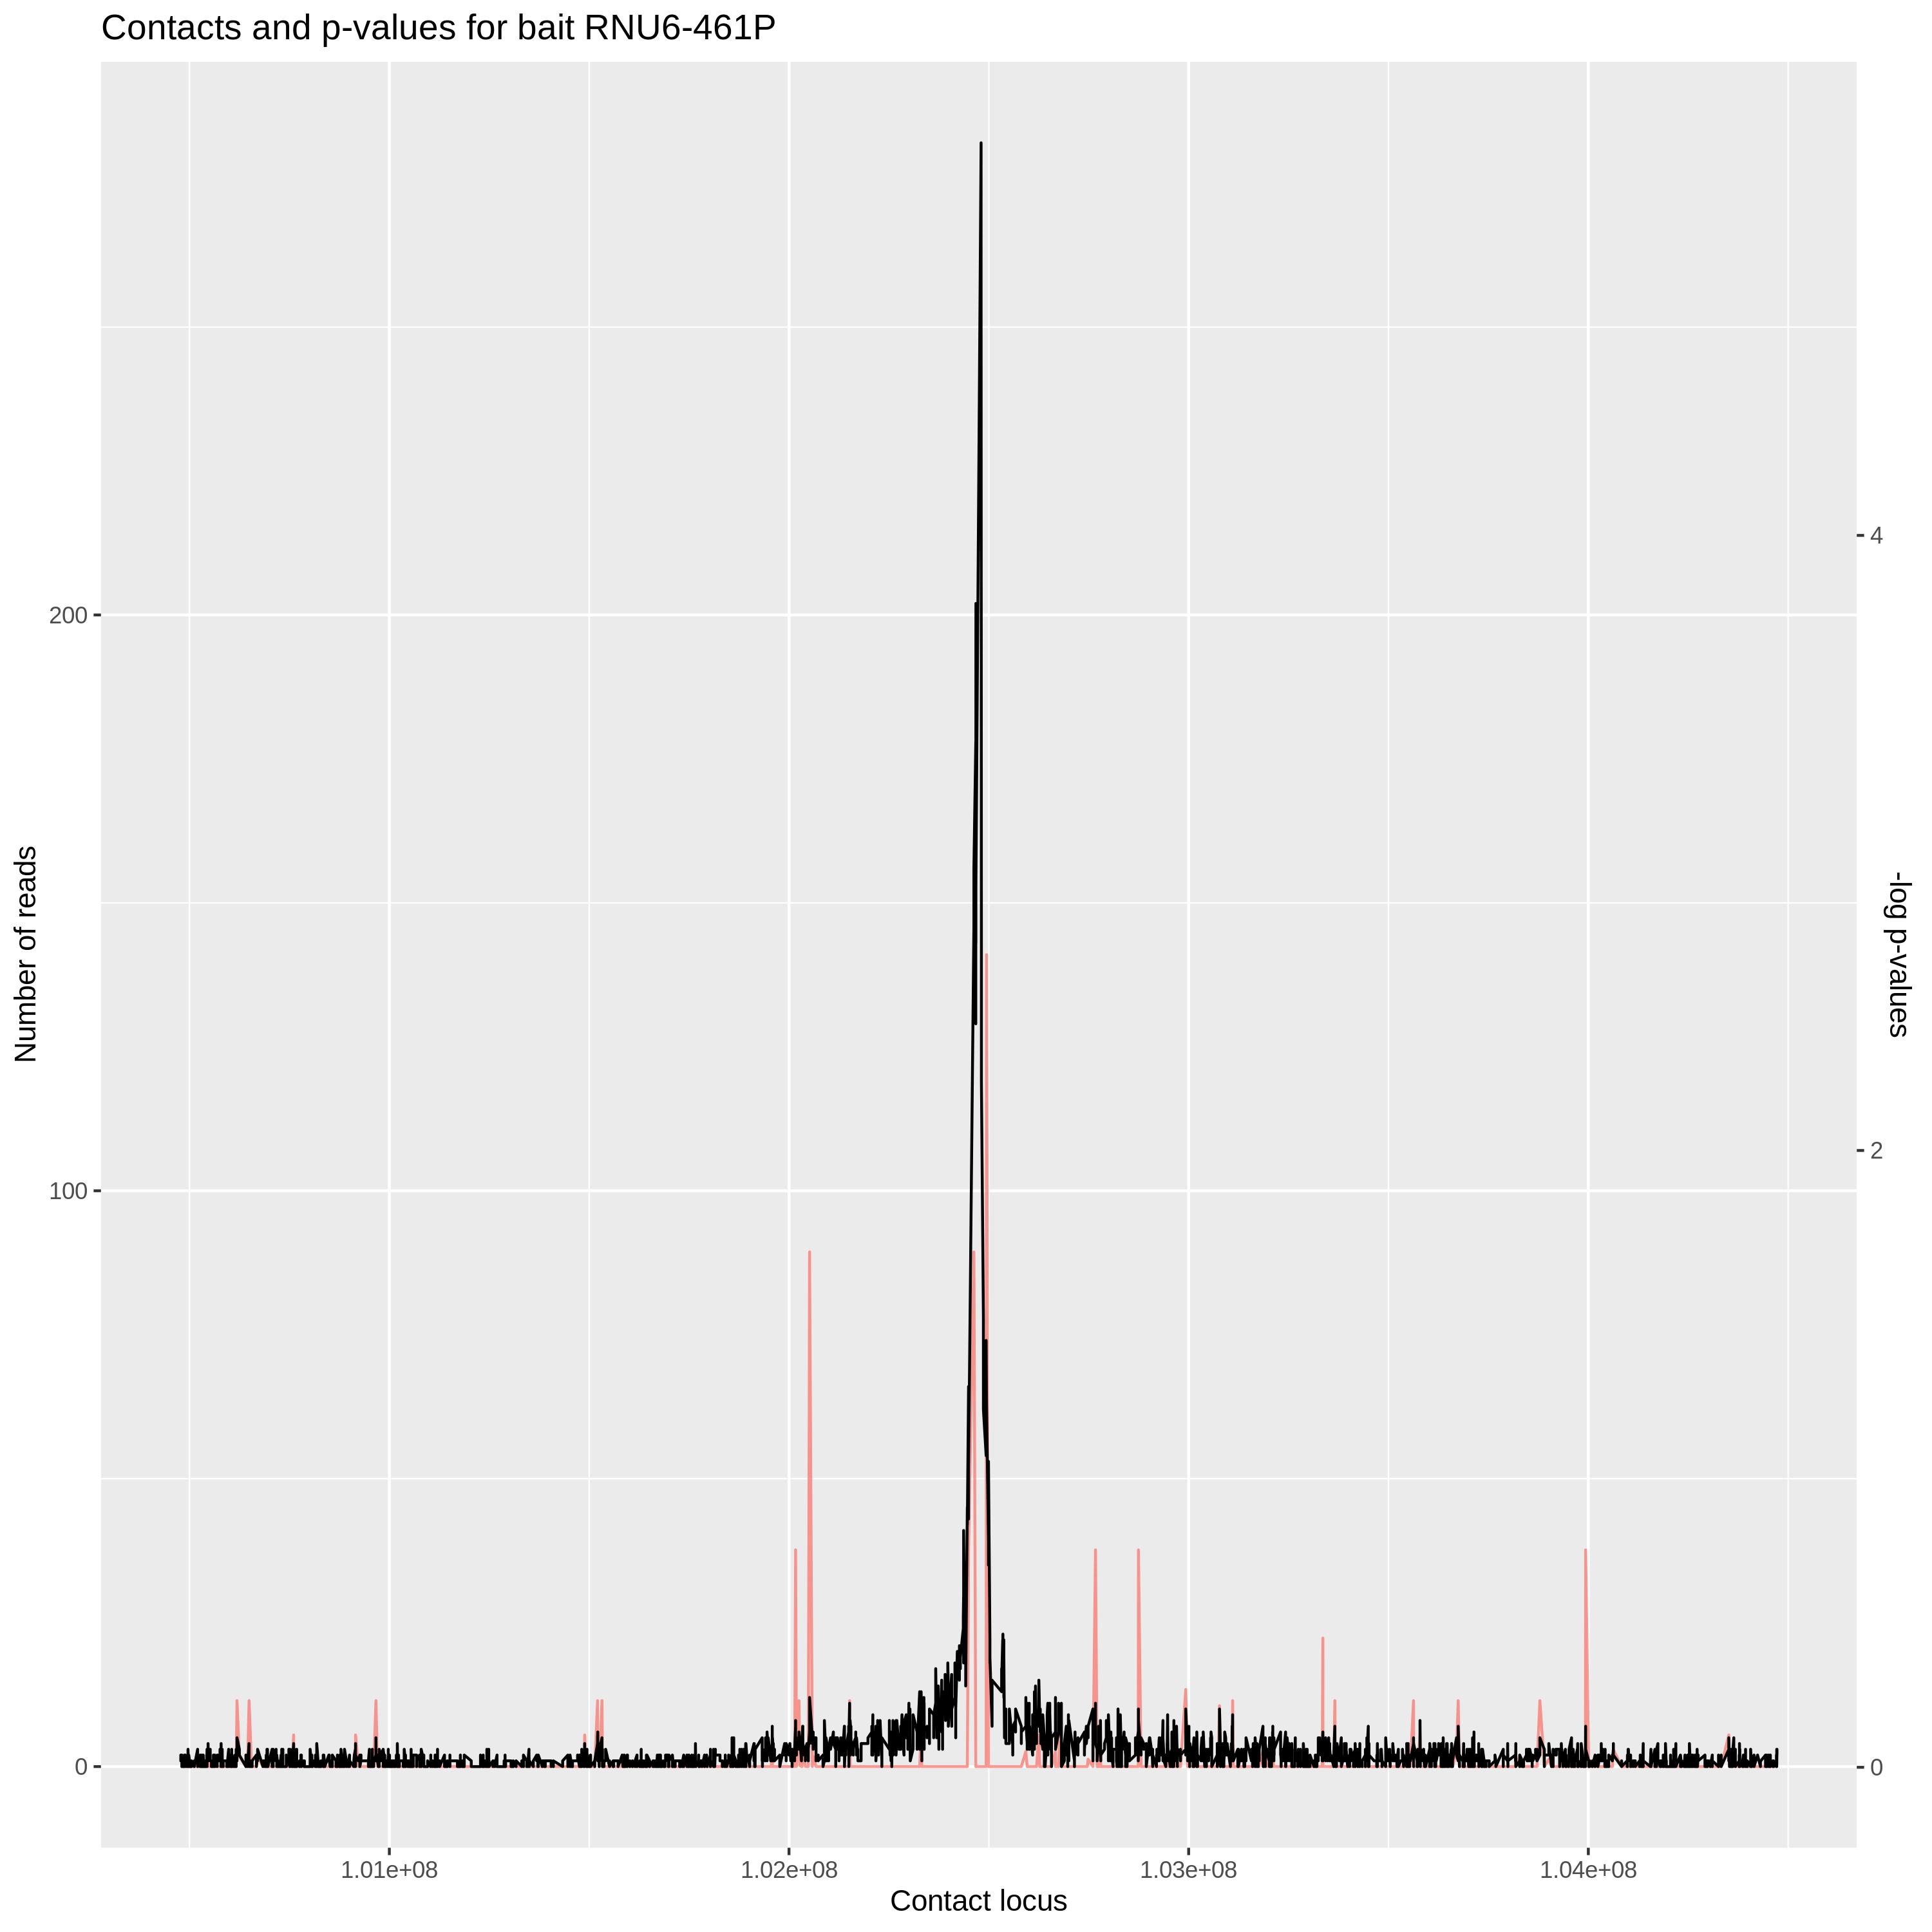 Contacts and p-values for bait RNU6-461P
Number of reads
200
100
0
4
2
0
-log p-values
1.01e+08
1.02e+08
1.03e+08
1.04e+08
Contact locus